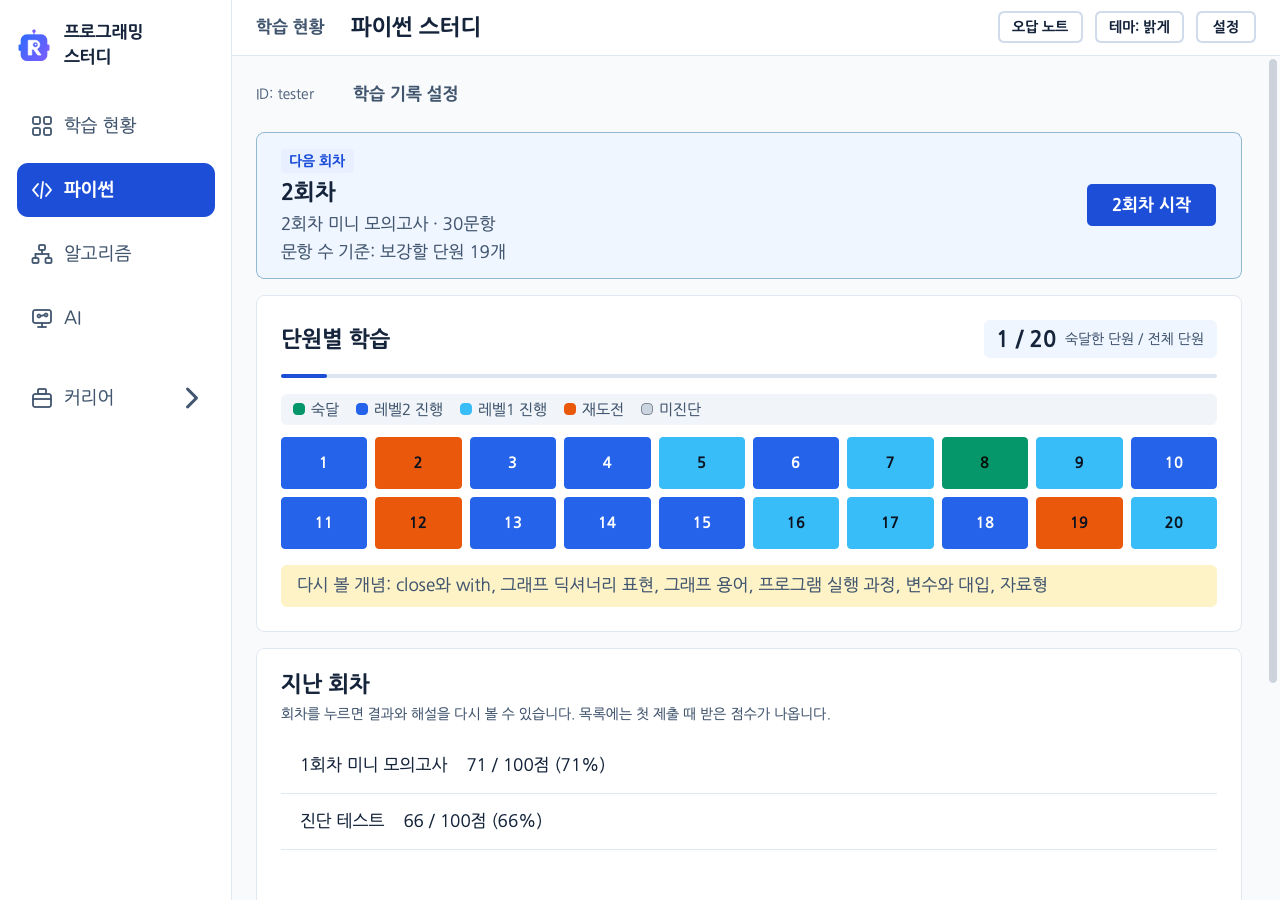 프로그래밍
스터디
학습 현황
파이썬
알고리즘
AI
커리어
학습 현황 파이썬 스터디
오답 노트 테마: 밝게 설정
ID: tester 학습 기록 설정
다음 회차
2회차
2회차 미니 모의고사 · 30문항
문항 수 기준: 보강할 단원 19개
2회차 시작
단원별 학습
1 / 20 숙달한 단원 / 전체 단원
숙달 레벨2 진행 레벨1 진행 재도전 미진단
1 2 3 4 5 6 7 8 9 10
11 12 13 14 15 16 17 18 19 20
다시 볼 개념: close와 with, 그래프 딕셔너리 표현, 그래프 용어, 프로그램 실행 과정, 변수와 대입, 자료형
지난 회차
회차를 누르면 결과와 해설을 다시 볼 수 있습니다. 목록에는 첫 제출 때 받은 점수가 나옵니다.
1회차 미니 모의고사 71 / 100점 (71%)
진단 테스트 66 / 100점 (66%)